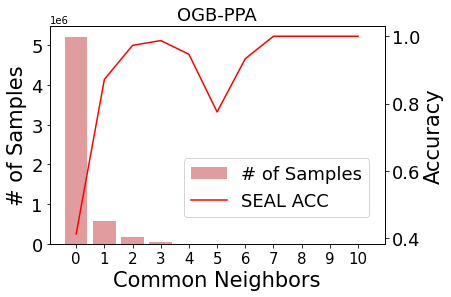 OGB-PPA
1e6
# of Samples
5
4
3
2
1
0
1.0
0.8
0.6
0.4
Accuracy
# of Samples
SEAL ACC
0 1 2 3 4 5 6 7 8 9 10
Common Neighbors